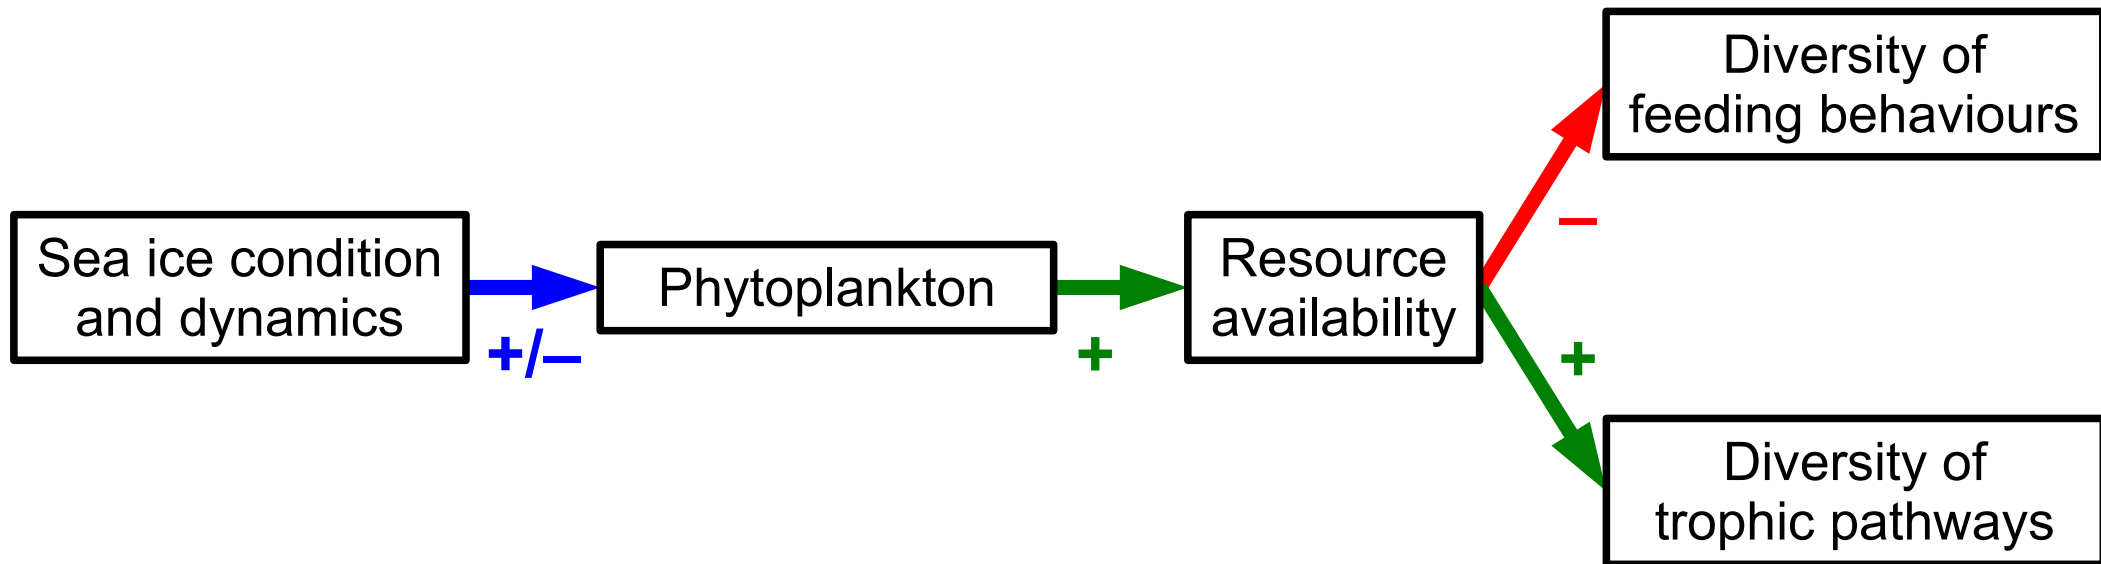 Sea ice condition
and dynamics
+/–
Phytoplankton
+
Resource
availability
–
+
Diversity of
feeding behaviours
Diversity of
trophic pathways